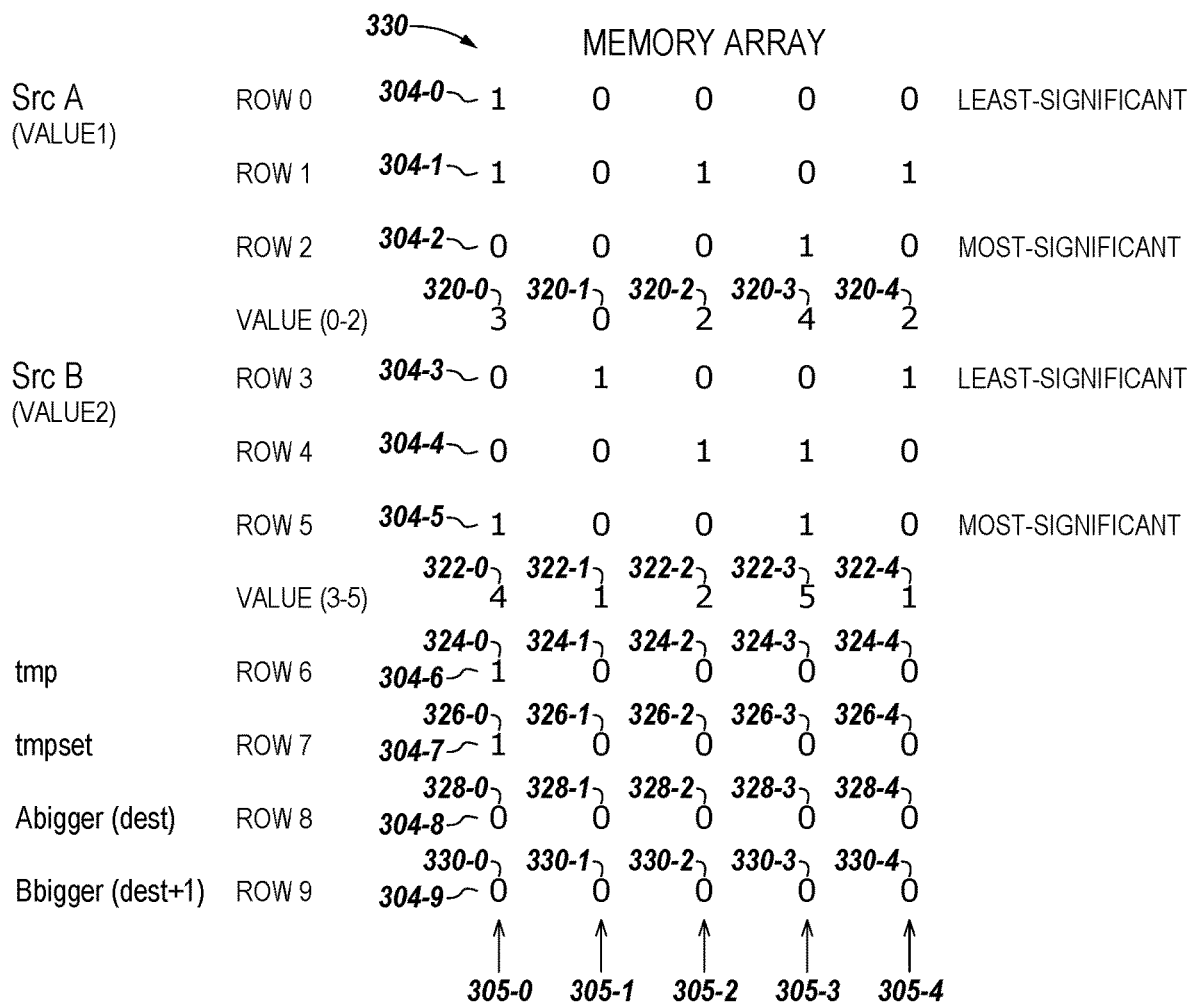 330 MEMORY ARRAY
Src A ROW 0 304-0 1 0 0 0 0 LEAST-SIGNIFICANT
(VALUE1)
ROW 1 304-1 1 0 1 0 1
ROW 2 304-2 0 0 0 1 0 MOST-SIGNIFICANT
320-0 320-1 320-2 320-3 320-4
VALUE (0-2) 3 0 2 4 2
Src B ROW 3 304-3 0 1 0 0 1 LEAST-SIGNIFICANT
(VALUE2)
ROW 4 304-4 0 0 1 1 0
ROW 5 304-5 1 0 0 1 0 MOST-SIGNIFICANT
322-0 322-1 322-2 322-3 322-4
VALUE (3-5) 4 1 2 5 1
324-0 324-1 324-2 324-3 324-4
tmp ROW 6 304-6 1 0 0 0 0
326-0 326-1 326-2 326-3 326-4
tmpset ROW 7 304-7 1 0 0 0 0
328-0 328-1 328-2 328-3 328-4
Abigger (dest) ROW 8 304-8 0 0 0 0 0
330-0 330-1 330-2 330-3 330-4
Bbigger (dest+1) ROW 9 304-9 0 0 0 0 0
305-0 305-1 305-2 305-3 305-4